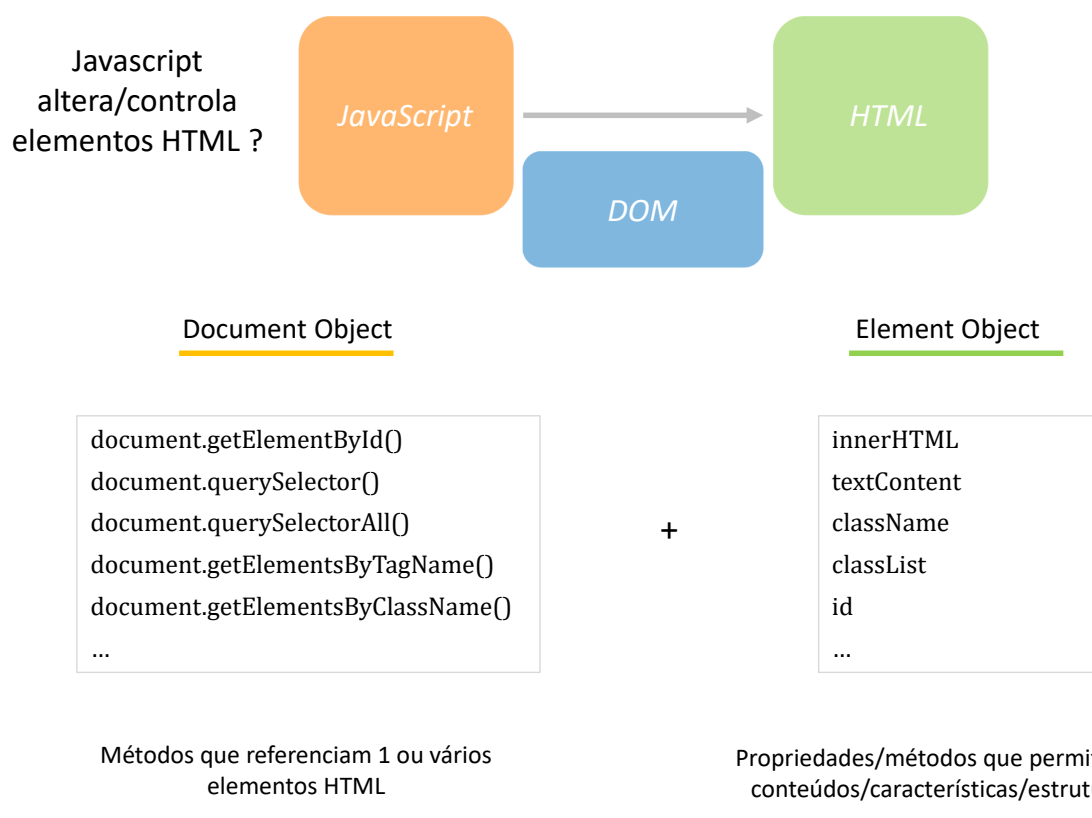 Javascript
altera/controla
elementos HTML ?
JavaScript
HTML
DOM
Document Object
Element Object
document.getElementById()
document.querySelector()
document.querySelectorAll()
document.getElementsByTagName()
document.getElementsByClassName()
...
+
innerHTML
textContent
className
classList
id
...
Métodos que referenciam 1 ou vários
elementos HTML
Propriedades/métodos que
conteúdos/características/